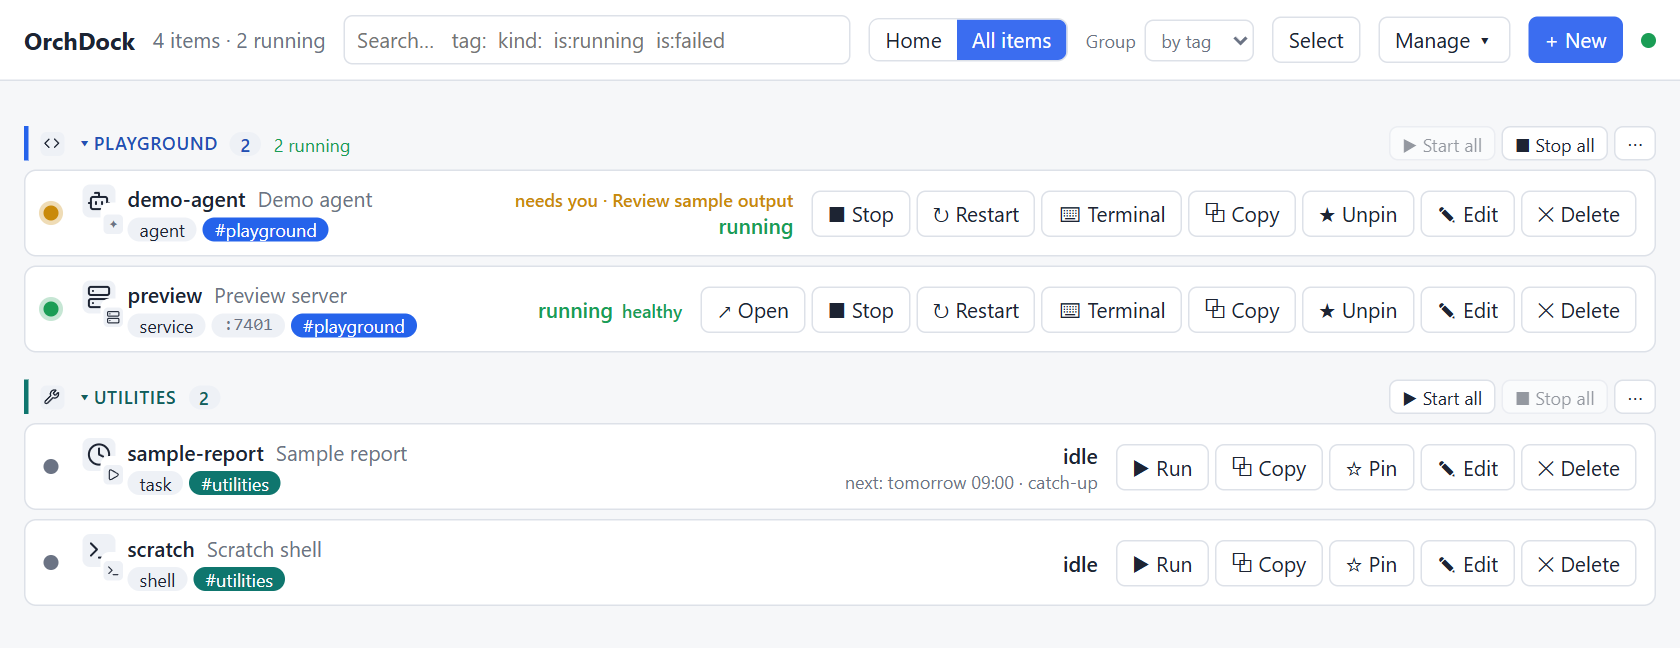 OrchDock 4 items · 2 running Search... tag: kind: is:running is:failed Home All items Group by tag Select Manage ▾ + New
▾ PLAYGROUND 2 2 running ▶ Start all ■ Stop all ...
demo-agent Demo agent
agent #playground
needs you · Review sample output
running
■ Stop ↻ Restart Terminal Copy ★ Unpin Edit ✕ Delete
preview Preview server
service :7401 #playground
running healthy ↗ Open ■ Stop ↻ Restart Terminal Copy ★ Unpin Edit ✕ Delete
▾ UTILITIES 2 ▶ Start all ■ Stop all ...
sample-report Sample report
task #utilities
idle
next: tomorrow 09:00 · catch-up
▶ Run Copy ☆ Pin Edit ✕ Delete
scratch Scratch shell
shell #utilities
idle ▶ Run Copy ☆ Pin Edit ✕ Delete